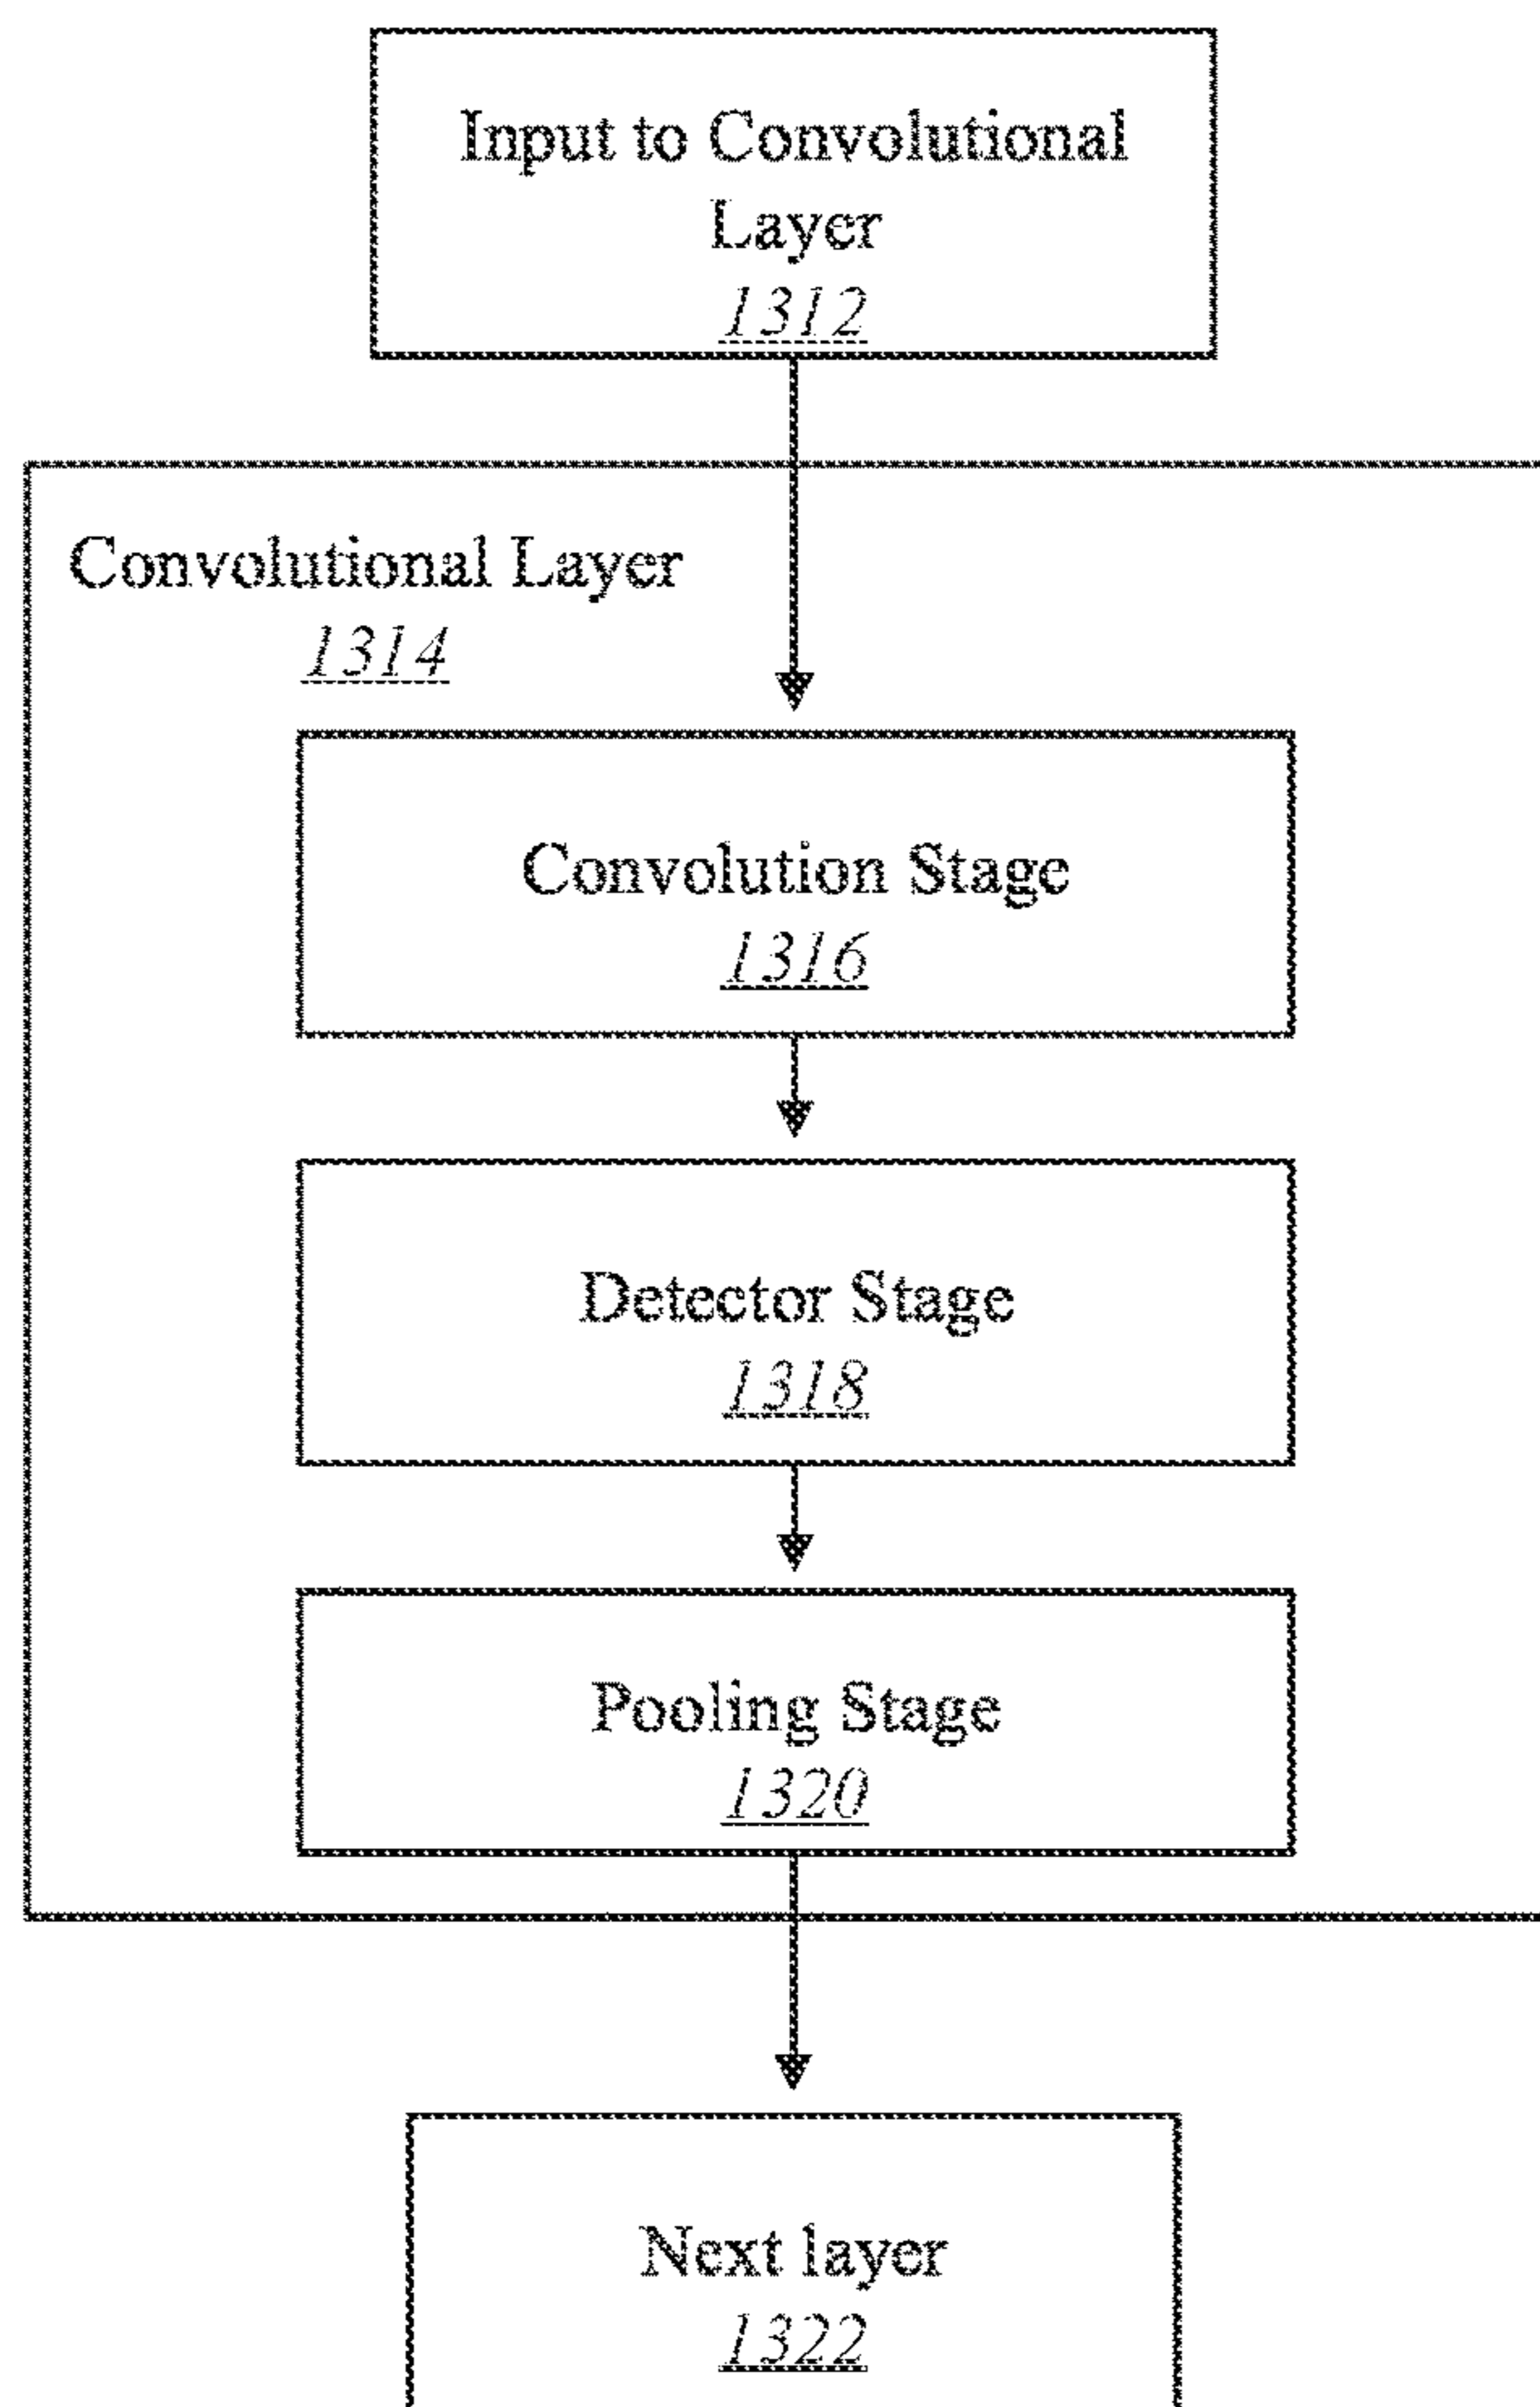 Input to Convolutional
Layer
1312
Convolutional Layer
1314
Convolution Stage
1316
Detector Stage
1318
Pooling Stage
1320
Next layer
1322